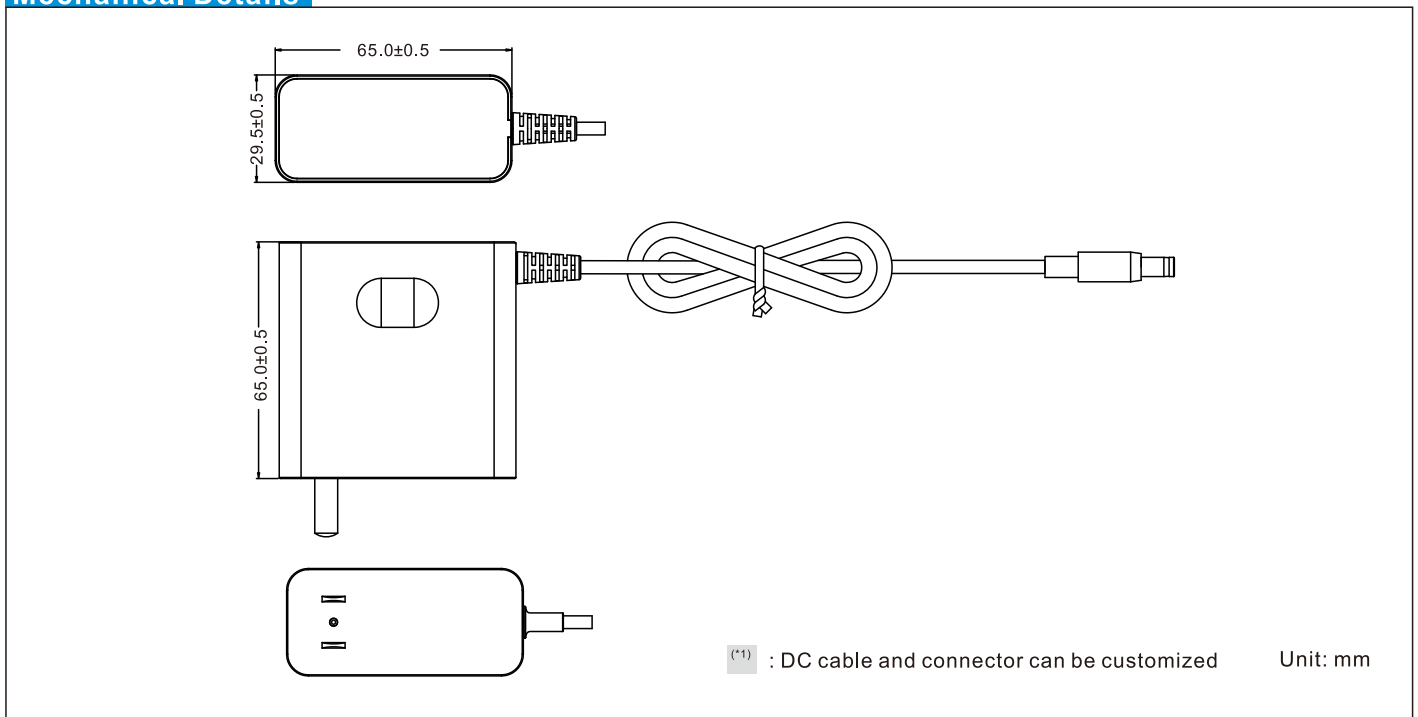 Mechanical Details
65.0±0.5
29.5±0.5
65.0±0.5
(*1) : DC cable and connector can be customized Unit: mm